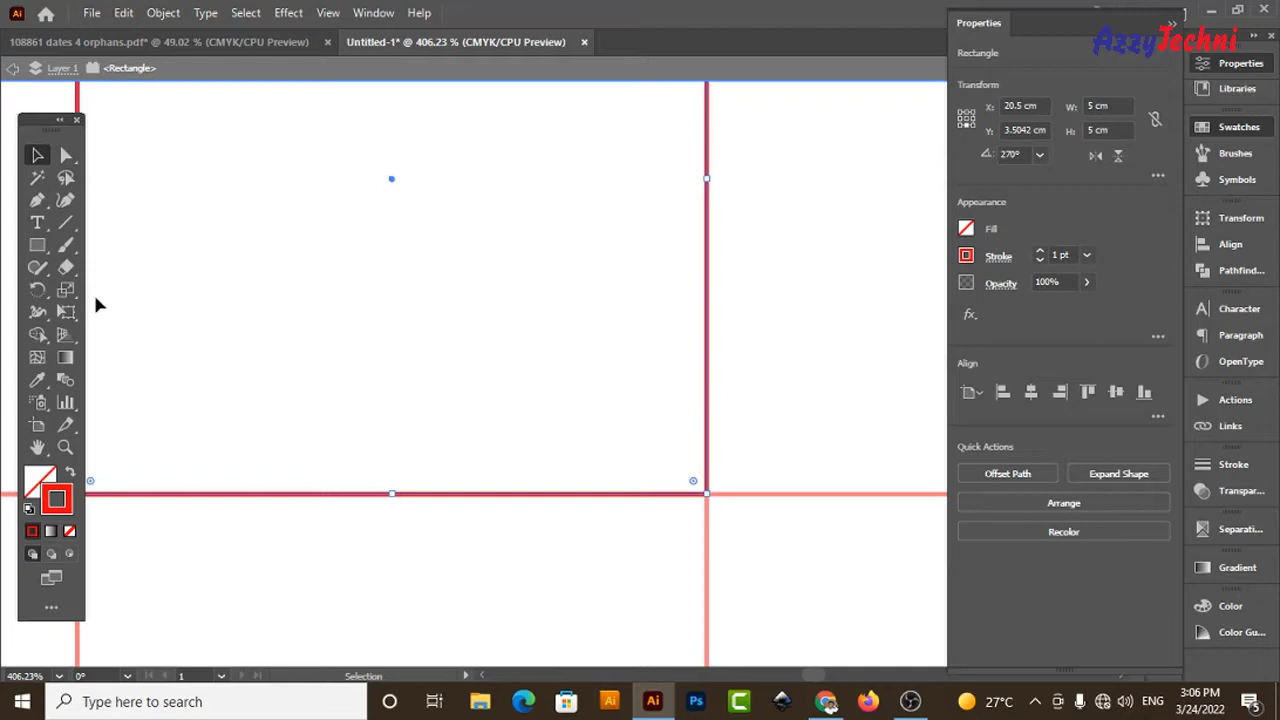 Ai File Edit Object Type Select Effect View Window Help
108861 dates 4 orphans.pdf* @ 49.02 % (CMYK/CPU Preview) × Untitled-1* @ 406.23 % (CMYK/CPU Preview) ×
AzzyTechni
Layer 1 <Rectangle>
Properties
Rectangle
Transform
X: 20.5 cm W: 5 cm
Y: 3.5042 cm H: 5 cm
270°
Appearance
Fill
Stroke 1 pt
Opacity 100%
fx.
Align
Quick Actions
Offset Path Expand Shape
Arrange
Recolor
Properties
Libraries
Swatches
Brushes
Symbols
Transform
Align
Pathfind...
Character
Paragraph
OpenType
Actions
Links
Stroke
Transpar...
Separati...
Gradient
Color
Color Gu...
406.23% 0° 1 Selection
Type here to search
Ai Ai Ps C
27°C ENG 3:06 PM
3/24/2022 5